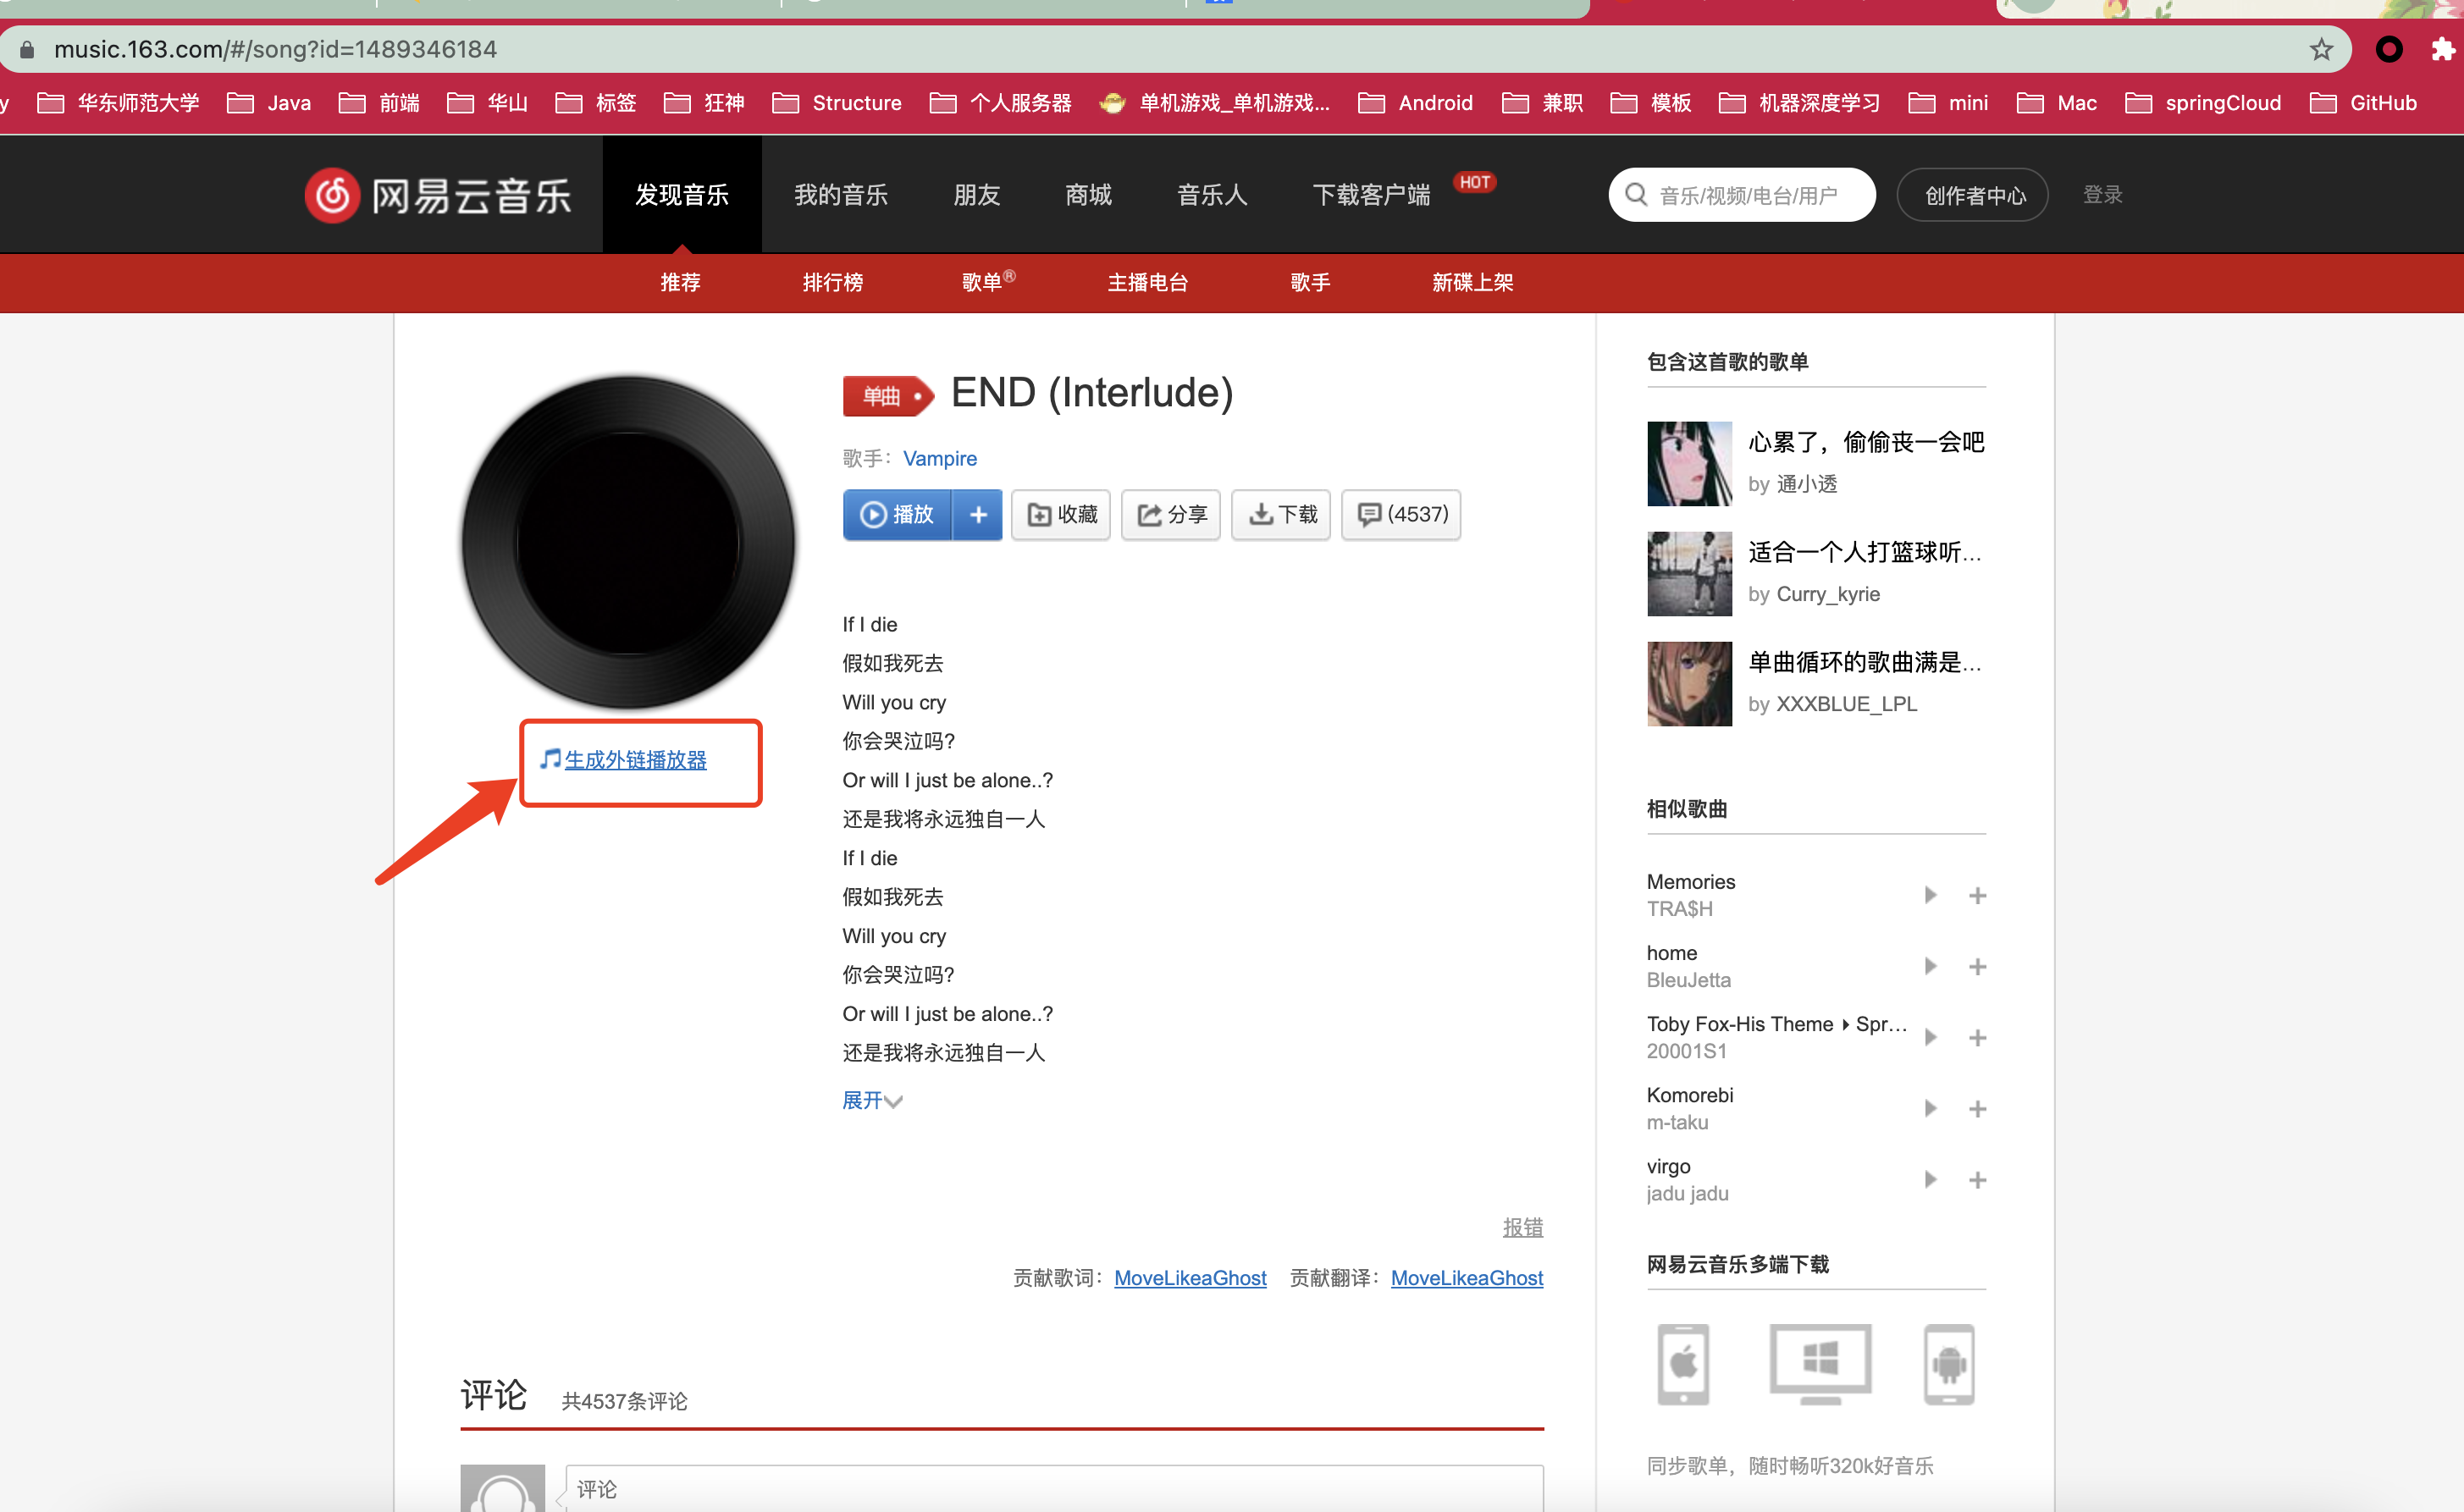 music.163.com/#/song?id=1489346184
y 华东师范大学 Java 前端 华山 标签 狂神 Structure 个人服务器 单机游戏_单机游戏... Android 兼职 模板 机器深度学习 mini Mac springCloud GitHub
网易云音乐 发现音乐 我的音乐 朋友 商城 音乐人 下载客户端 HOT 音乐/视频/电台/用户 创作者中心 登录
推荐 排行榜 歌单® 主播电台 歌手 新碟上架
单曲 END (Interlude)
歌手：Vampire
播放 + 收藏 分享 下载 (4537)
生成外链播放器
If I die
假如我死去
Will you cry
你会哭泣吗?
Or will I just be alone..?
还是我将永远独自一人
If I die
假如我死去
Will you cry
你会哭泣吗?
Or will I just be alone..?
还是我将永远独自一人
展开
报错
贡献歌词：MoveLikeaGhost 贡献翻译：MoveLikeaGhost
评论 共4537条评论
评论
包含这首歌的歌单
心累了，偷偷丧一会吧
by 通小透
适合一个人打篮球听...
by Curry_kyrie
单曲循环的歌曲满是...
by XXXBLUE_LPL
相似歌曲
Memories
TRA$H
home
BleuJetta
Toby Fox-His Theme ▸ Spr...
20001S1
Komorebi
m-taku
virgo
jadu jadu
网易云音乐多端下载
同步歌单，随时畅听320k好音乐